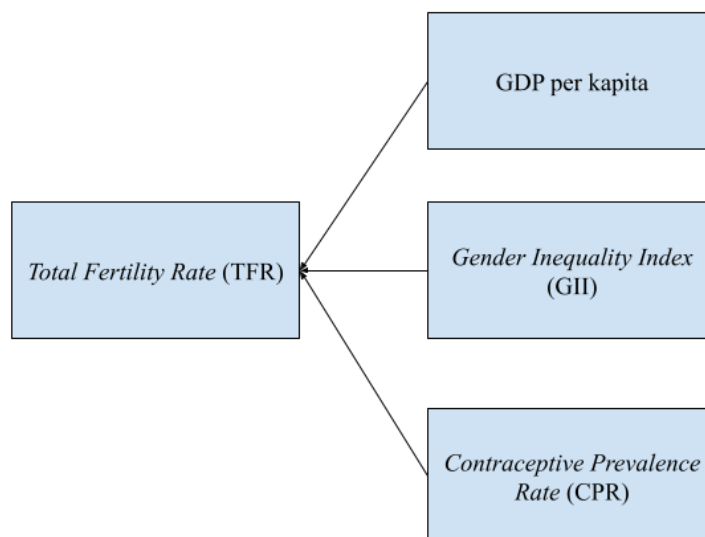 GDP per kapita
Total Fertility Rate (TFR)
Gender Inequality Index
(GII)
Contraceptive Prevalence
Rate (CPR)